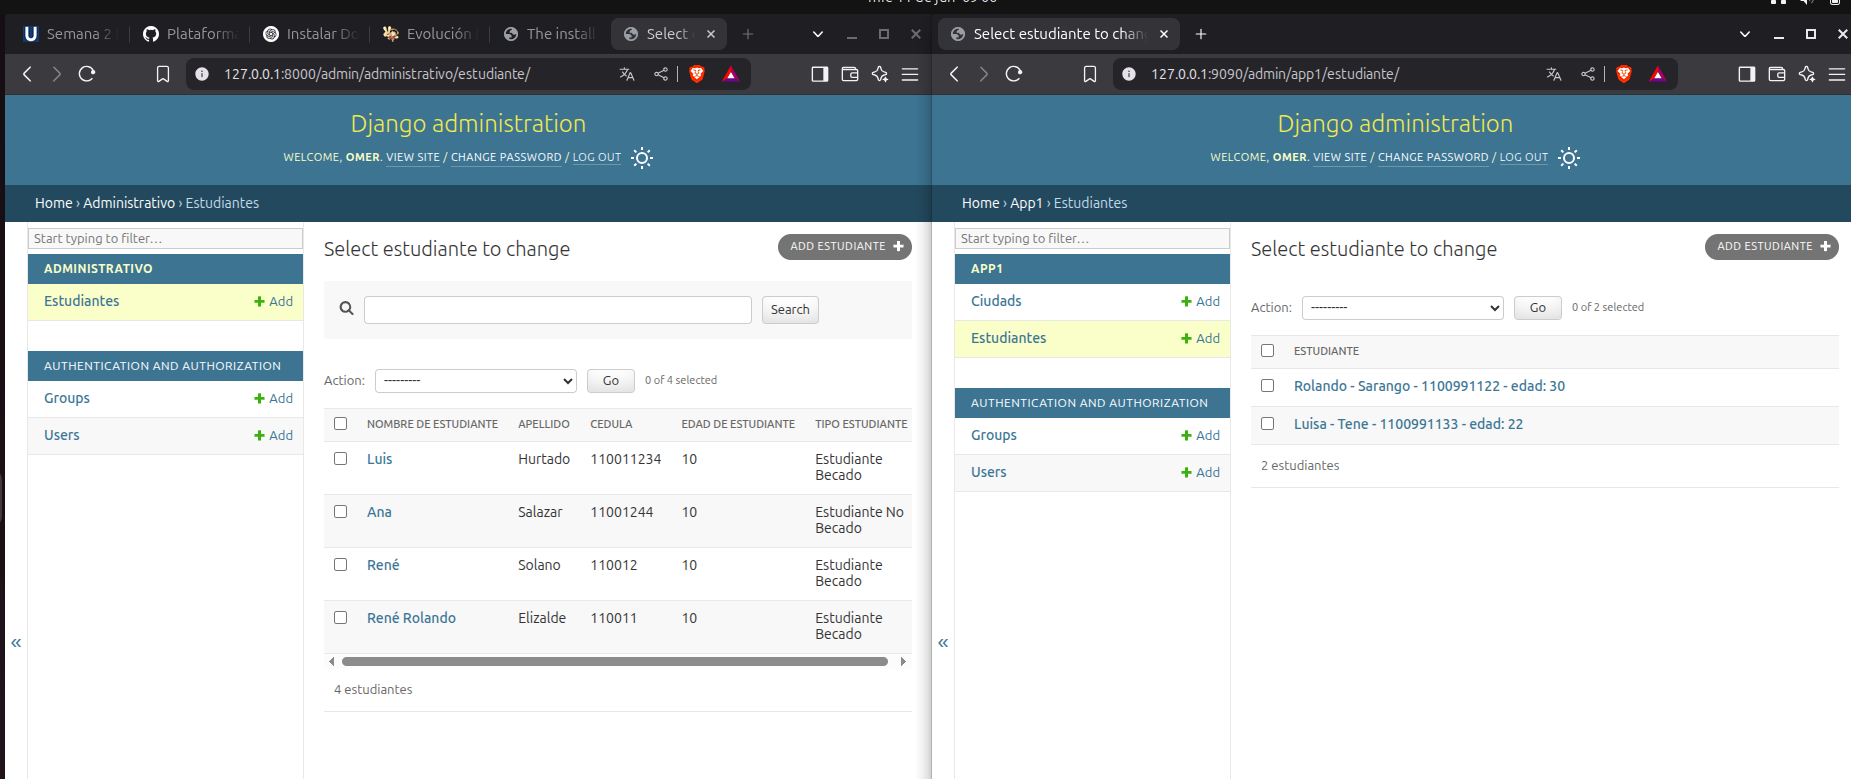 Semana 2
Plataform
Instalar Do
Evolución
The install
Select
127.0.0.1:8000/admin/administrativo/estudiante/
Django administration
WELCOME, OMER. VIEW SITE / CHANGE PASSWORD / LOG OUT
Home › Administrativo › Estudiantes
Start typing to filter…
ADMINISTRATIVO
Estudiantes + Add
AUTHENTICATION AND AUTHORIZATION
Groups + Add
Users + Add
«
Select estudiante to change
ADD ESTUDIANTE +
Search
Action: --------- Go 0 of 4 selected
NOMBRE DE ESTUDIANTE APELLIDO CEDULA EDAD DE ESTUDIANTE TIPO ESTUDIANTE
Luis Hurtado 110011234 10 Estudiante
Becado
Ana Salazar 11001244 10 Estudiante No
Becado
René Solano 110012 10 Estudiante
Becado
René Rolando Elizalde 110011 10 Estudiante
Becado
4 estudiantes
Select estudiante to chan
127.0.0.1:9090/admin/app1/estudiante/
Django administration
WELCOME, OMER. VIEW SITE / CHANGE PASSWORD / LOG OUT
Home › App1 › Estudiantes
Start typing to filter…
APP1
Ciudads + Add
Estudiantes + Add
AUTHENTICATION AND AUTHORIZATION
Groups + Add
Users + Add
«
Select estudiante to change
ADD ESTUDIANTE +
Action: --------- Go 0 of 2 selected
ESTUDIANTE
Rolando - Sarango - 1100991122 - edad: 30
Luisa - Tene - 1100991133 - edad: 22
2 estudiantes